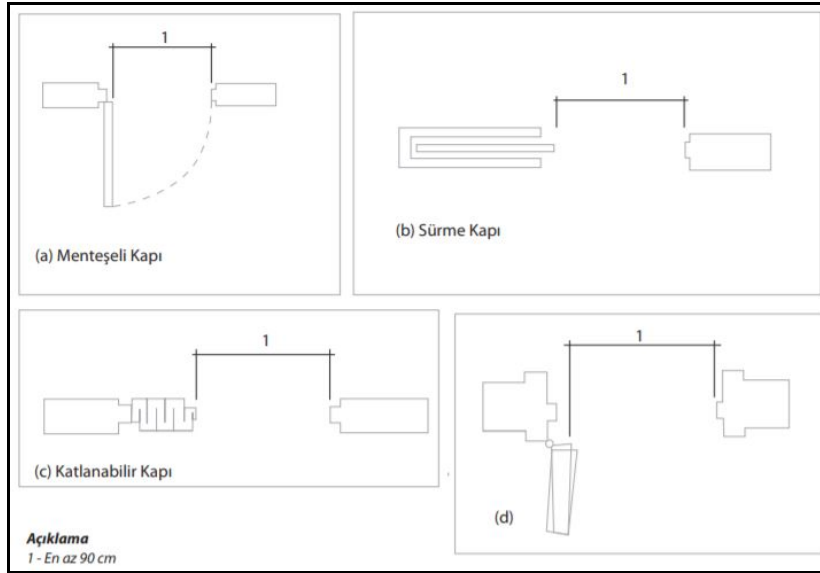 1
(a) Menteşeli Kapı
1
(b) Sürme Kapı
1
(c) Katlanabilir Kapı
1
(d)
Açıklama
1 - En az 90 cm